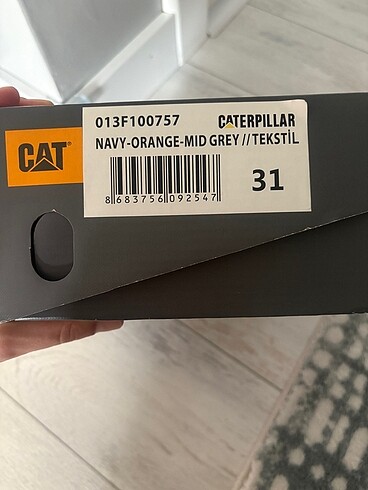 013F100757 CATERPILLAR
NAVY-ORANGE-MID GREY //TEKSTİL
CAT
31
8 683756 092547